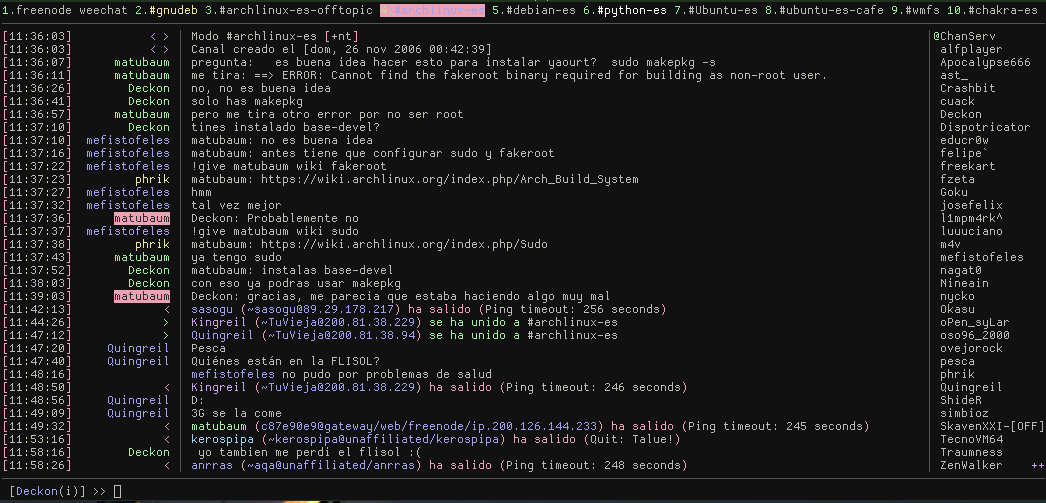 1.freenode weechat 2.#gnudeb 3.#archlinux-es-offtopic 4.#archlinux-es 5.#debian-es 6.#python-es 7.#Ubuntu-es 8.#ubuntu-es-cafe 9.#wmfs 10.#chakra-es
[11:36:03] < > Modo #archlinux-es [+nt] @ChanServ
[11:36:03] < > Canal creado el [dom, 26 nov 2006 00:42:39] alfplayer
[11:36:07] matubaum pregunta: es buena idea hacer esto para instalar yaourt? sudo makepkg -s Apocalypse666
[11:36:11] matubaum me tira: ==> ERROR: Cannot find the fakeroot binary required for building as non-root user. ast_
[11:36:26] Deckon no, no es buena idea Crashbit
[11:36:41] Deckon solo has makepkg cuack
[11:36:57] matubaum pero me tira otro error por no ser root Deckon
[11:37:10] Deckon tines instalado base-devel? Dispotricator
[11:37:10] mefistofeles matubaum: no es buena idea educr0w
[11:37:16] mefistofeles matubaum: antes tiene que configurar sudo y fakeroot felipe`
[11:37:22] mefistofeles !give matubaum wiki fakeroot freekart
[11:37:23] phrik matubaum: https://wiki.archlinux.org/index.php/Arch_Build_System fzeta
[11:37:27] mefistofeles hmm Goku
[11:37:32] mefistofeles tal vez mejor josefelix
[11:37:36] matubaum Deckon: Probablemente no l1mpm4rk^
[11:37:37] mefistofeles !give matubaum wiki sudo luuuciano
[11:37:38] phrik matubaum: https://wiki.archlinux.org/index.php/Sudo m4v
[11:37:43] matubaum ya tengo sudo mefistofeles
[11:37:52] Deckon matubaum: instalas base-devel nagat0
[11:38:03] Deckon con eso ya podras usar makepkg Nineain
[11:39:03] matubaum Deckon: gracias, me parecia que estaba haciendo algo muy mal nycko
[11:42:13] < sasogu (~sasogu@89.29.178.217) ha salido (Ping timeout: 256 seconds) Okasu
[11:44:26] > Kingreil (~TuVieja@200.81.38.229) se ha unido a #archlinux-es oPen_syLar
[11:47:12] > Quingreil (~TuVieja@200.81.38.94) se ha unido a #archlinux-es oso96_2000
[11:47:20] Quingreil Pesca ovejorock
[11:47:40] Quingreil Quiénes están en la FLISOL? pesca
[11:48:16] mefistofeles no pudo por problemas de salud phrik
[11:48:50] < Kingreil (~TuVieja@200.81.38.229) ha salido (Ping timeout: 246 seconds) Quingreil
[11:48:56] Quingreil D: ShideR
[11:49:09] Quingreil 3G se la come simbioz
[11:49:32] < matubaum (c87e90e9@gateway/web/freenode/ip.200.126.144.233) ha salido (Ping timeout: 245 seconds) SkavenXXI-[OFF]
[11:53:16] < kerospipa (~kerospipa@unaffiliated/kerospipa) ha salido (Quit: Talue!) TecnoVM64
[11:58:16] Deckon yo tambien me perdi el flisol :( Traumness
[11:58:26] < anrras (~aqa@unaffiliated/anrras) ha salido (Ping timeout: 248 seconds) ZenWalker ++
[Deckon(i)] >>